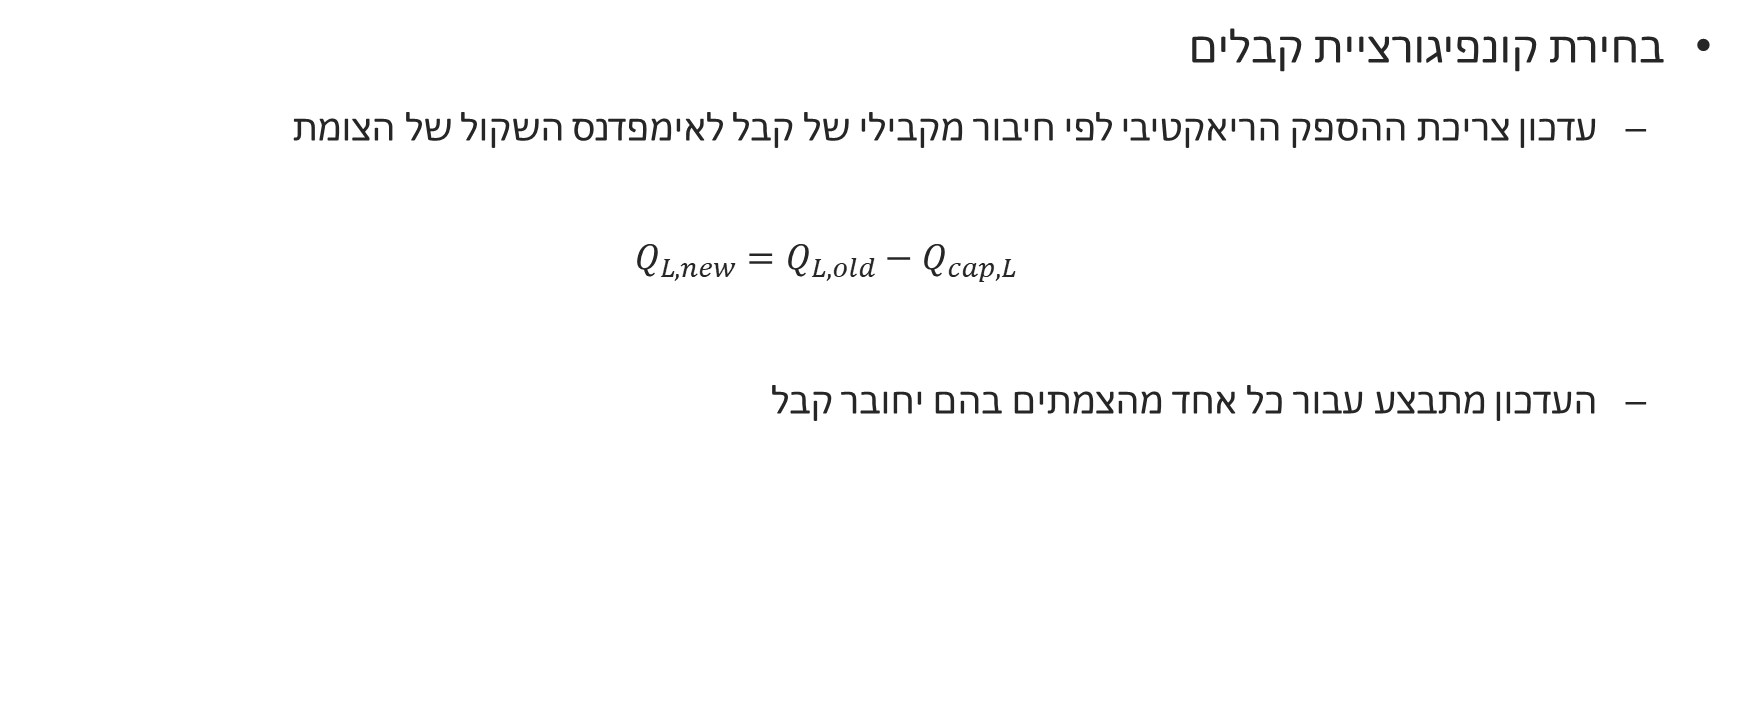 • בחירת קונפיגורציית קבלים
– עדכון צריכת ההספק הריאקטיבי לפי חיבור מקבילי של קבל לאימפדנס השקול של הצומת
Q_{L,new} = Q_{L,old} − Q_{cap,L}
– העדכון מתבצע עבור כל אחד מהצמתים בהם יחובר קבל